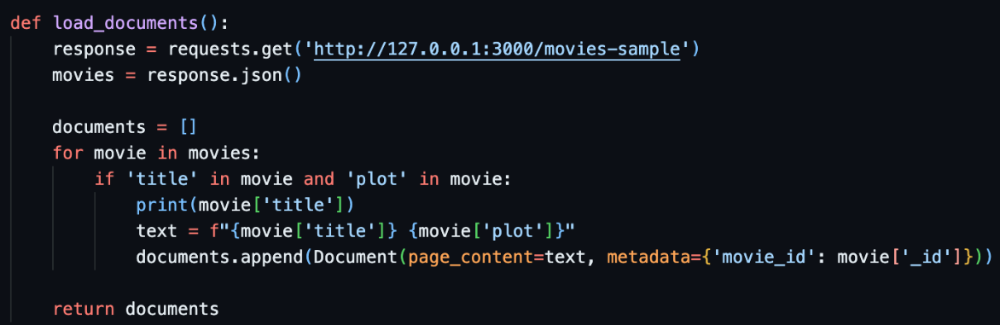 def load_documents():
    response = requests.get('http://127.0.0.1:3000/movies-sample')
    movies = response.json()

    documents = []
    for movie in movies:
        if 'title' in movie and 'plot' in movie:
            print(movie['title'])
            text = f"{movie['title']} {movie['plot']}"
            documents.append(Document(page_content=text, metadata={'movie_id': movie['_id']}))

    return documents